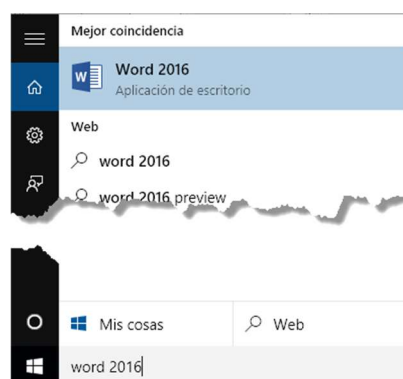 Mejor coincidencia
Word 2016
Aplicación de escritorio
Web
word 2016
word 2016 preview
Mis cosas Web
word 2016